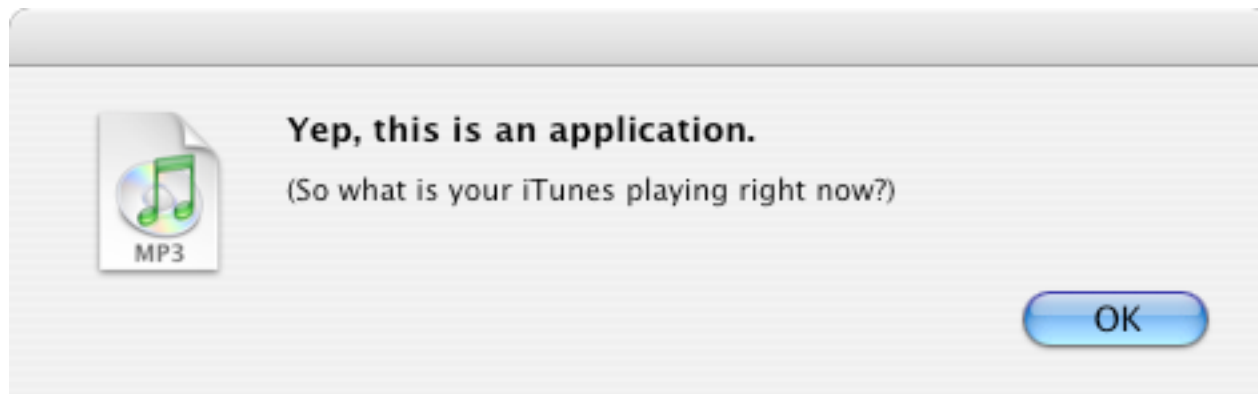 Yep, this is an application.
(So what is your iTunes playing right now?)
MP3
OK